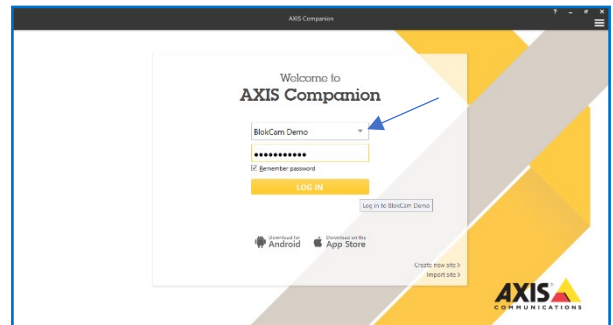 AXIS Companion
?
Welcome to
AXIS Companion
BlokCam Demo
•••••••••••
Remember password
LOG IN
Log in to BlokCam Demo
Download for
Android
Download on the
App Store
Create new site >
Import site >
AXIS
COMMUNICATIONS